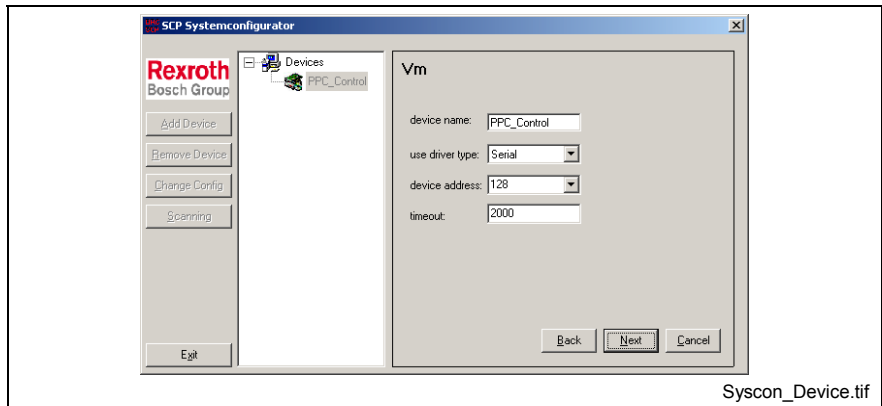 SCP Systemconfigurator
Rexroth
Bosch Group
Add Device
Remove Device
Change Config
Scanning
Exit
Devices
PPC_Control
Vm
device name: PPC_Control
use driver type: Serial
device address: 128
timeout: 2000
Back Next Cancel
Syscon_Device.tif